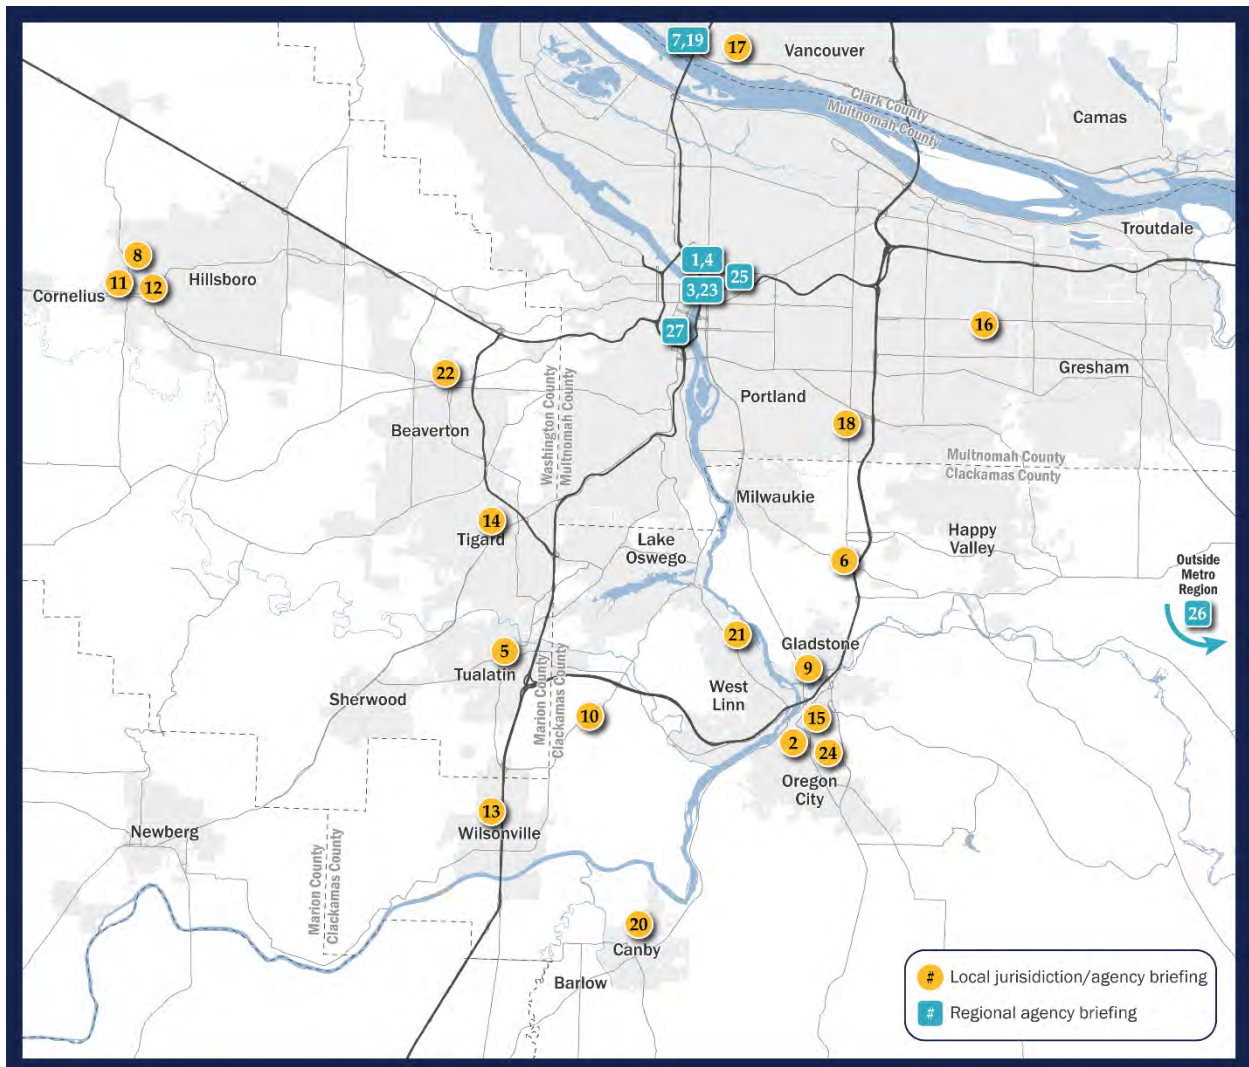 7,19
17
Vancouver
Clark County
Multnomah County
Camas
Troutdale
8
11
12
Hillsboro
Cornelius
1,4
25
3,23
27
16
Gresham
22
Beaverton
Washington County
Multnomah County
Portland
18
Multnomah County
Clackamas County
Milwaukie
14
Tigard
Lake
Oswego
Happy
Valley
6
Outside
Metro
Region
26
21
Gladstone
9
5
Tualatin
Sherwood
Marion County
Clackamas County
West
Linn
10
15
2
24
Oregon
City
13
Wilsonville
Newberg
Marion County
Clackamas County
20
Canby
Barlow
# Local jurisidiction/agency briefing
# Regional agency briefing